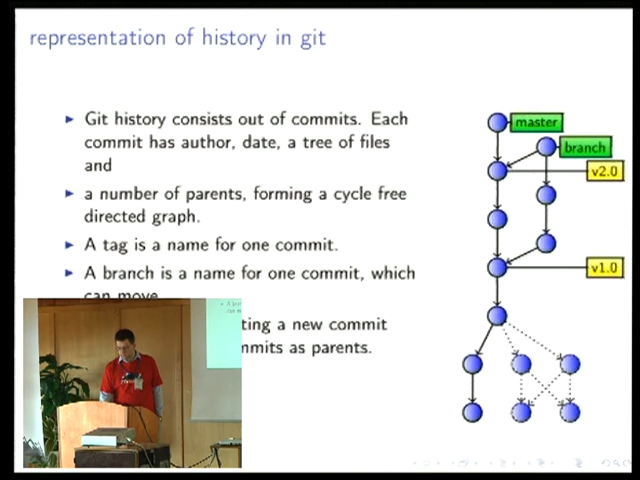 representation of history in git
Git history consists out of commits. Each
commit has author, date, a tree of files
and
a number of parents, forming a cycle free
directed graph.
A tag is a name for one commit.
A branch is a name for one commit, which
can move
ting a new commit
mmits as parents.
master
branch
v2.0
v1.0